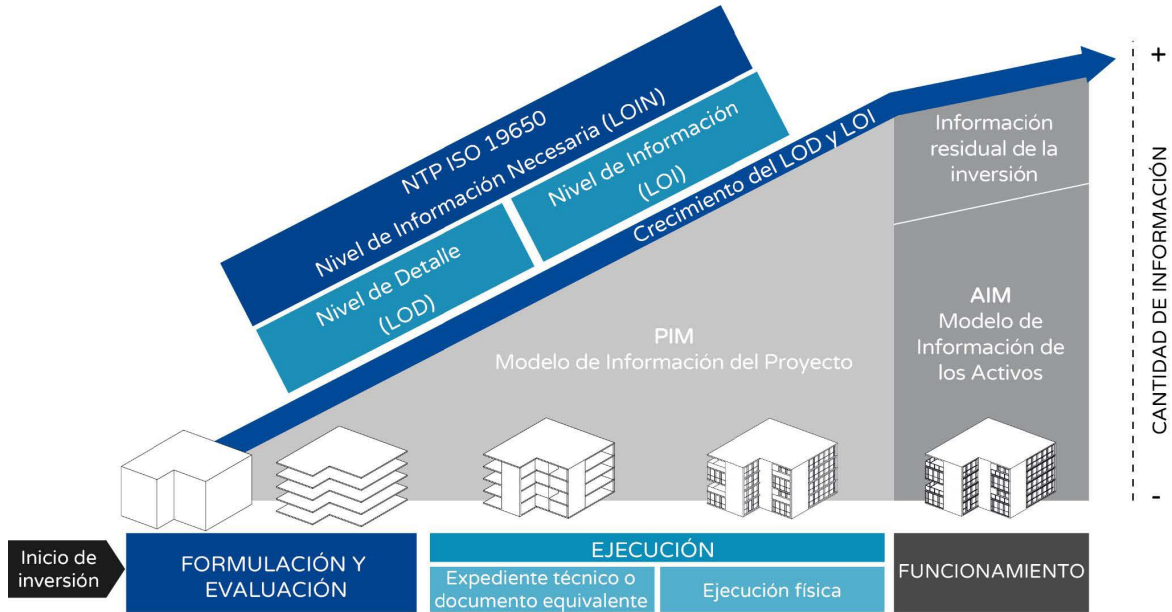 NTP ISO 19650
Nivel de Información Necesaria (LOIN)
Nivel de Detalle
(LOD)
Nivel de Información
(LOI)
Crecimiento del LOD y LOI
Información
residual de la
inversión
PIM
Modelo de Información del Proyecto
AIM
Modelo de
Información de
los Activos
+
CANTIDAD DE INFORMACIÓN
-
Inicio de
inversión
FORMULACIÓN Y
EVALUACIÓN
EJECUCIÓN
Expediente técnico o
documento equivalente
Ejecución física
FUNCIONAMIENTO